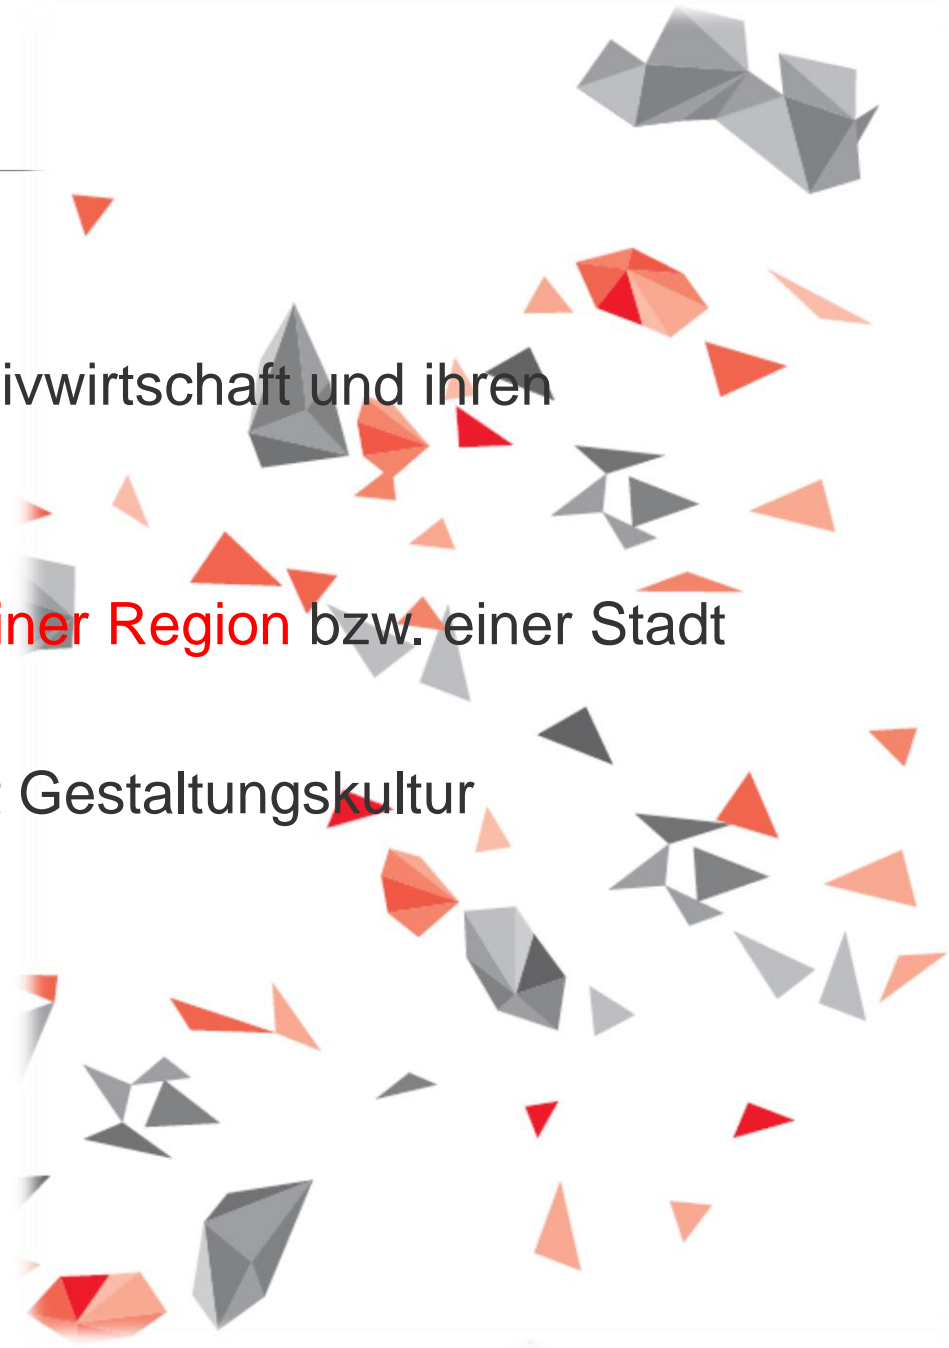 ivwirtschaft und ihren
iner Region bzw. einer Stadt
Gestaltungskultur